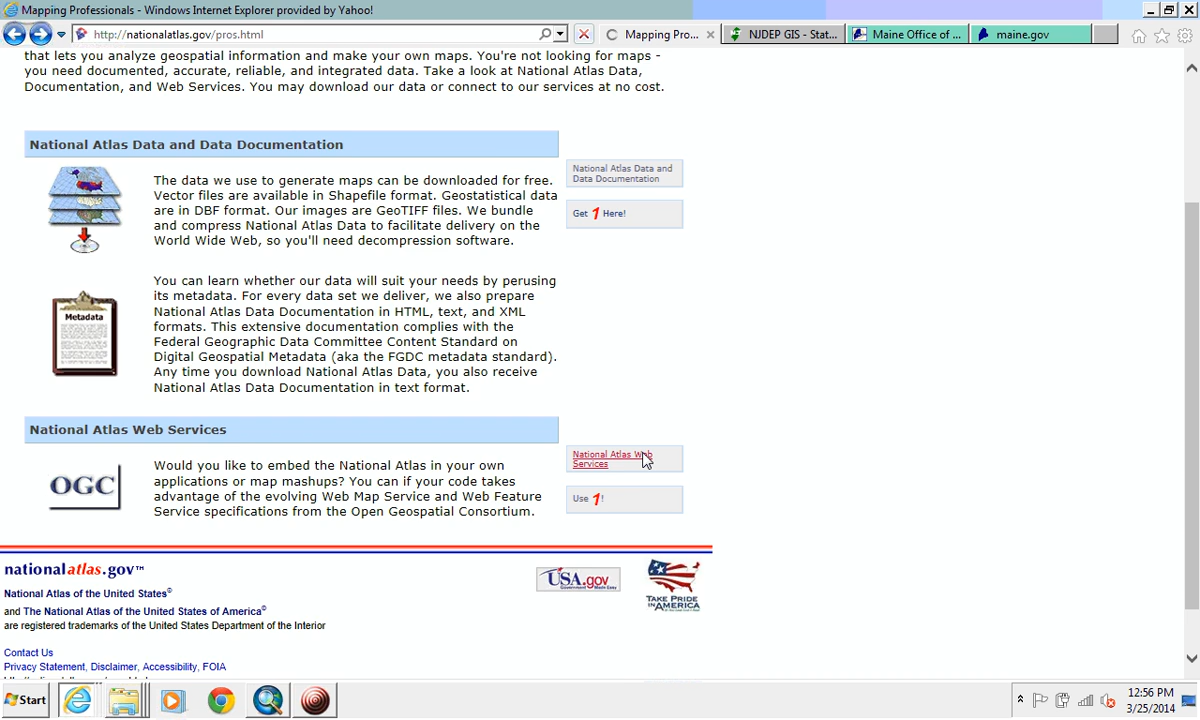 Mapping Professionals - Windows Internet Explorer provided by Yahoo!
http://nationalatlas.gov/pros.html
Mapping Pro...
NJDEP GIS - Stat...
Maine Office of ...
maine.gov
that lets you analyze geospatial information and make your own maps. You're not looking for maps -
you need documented, accurate, reliable, and integrated data. Take a look at National Atlas Data,
Documentation, and Web Services. You may download our data or connect to our services at no cost.
National Atlas Data and Data Documentation
The data we use to generate maps can be downloaded for free.
Vector files are available in Shapefile format. Geostatistical data
are in DBF format. Our images are GeoTIFF files. We bundle
and compress National Atlas Data to facilitate delivery on the
World Wide Web, so you'll need decompression software.
National Atlas Data and
Data Documentation
Get 1 Here!
Metadata
You can learn whether our data will suit your needs by perusing
its metadata. For every data set we deliver, we also prepare
National Atlas Data Documentation in HTML, text, and XML
formats. This extensive documentation complies with the
Federal Geographic Data Committee Content Standard on
Digital Geospatial Metadata (aka the FGDC metadata standard).
Any time you download National Atlas Data, you also receive
National Atlas Data Documentation in text format.
National Atlas Web Services
OGC
Would you like to embed the National Atlas in your own
applications or map mashups? You can if your code takes
advantage of the evolving Web Map Service and Web Feature
Service specifications from the Open Geospatial Consortium.
National Atlas Web
Services
Use 1!
nationalatlas.gov™
National Atlas of the United States®
and The National Atlas of the United States of America®
are registered trademarks of the United States Department of the Interior
USA.gov
Government Made Easy
TAKE PRIDE
IN AMERICA
Contact Us
Privacy Statement, Disclaimer, Accessibility, FOIA
Start
12:56 PM
3/25/2014